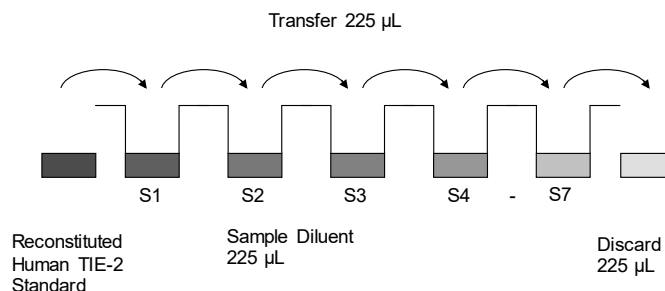 Transfer 225 µL
S1 S2 S3 S4 - S7
Reconstituted
Human TIE-2
Standard
Sample Diluent
225 µL
Discard
225 µL